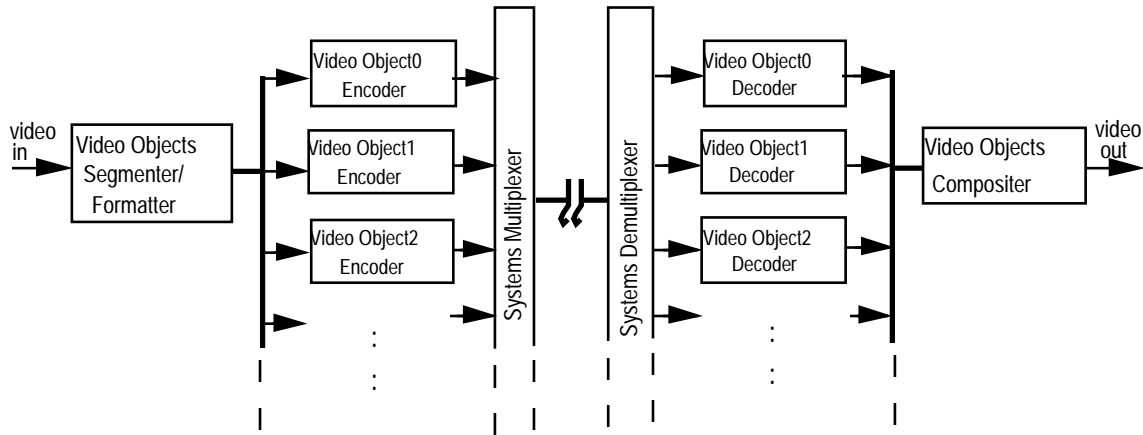 video
in
Video Objects
Segmenter/
Formatter
Video Object0
Encoder
Video Object1
Encoder
Video Object2
Encoder
:
:
Systems Multiplexer
Systems Demultiplexer
Video Object0
Decoder
Video Object1
Decoder
Video Object2
Decoder
:
:
Video Objects
Compositer
video
out